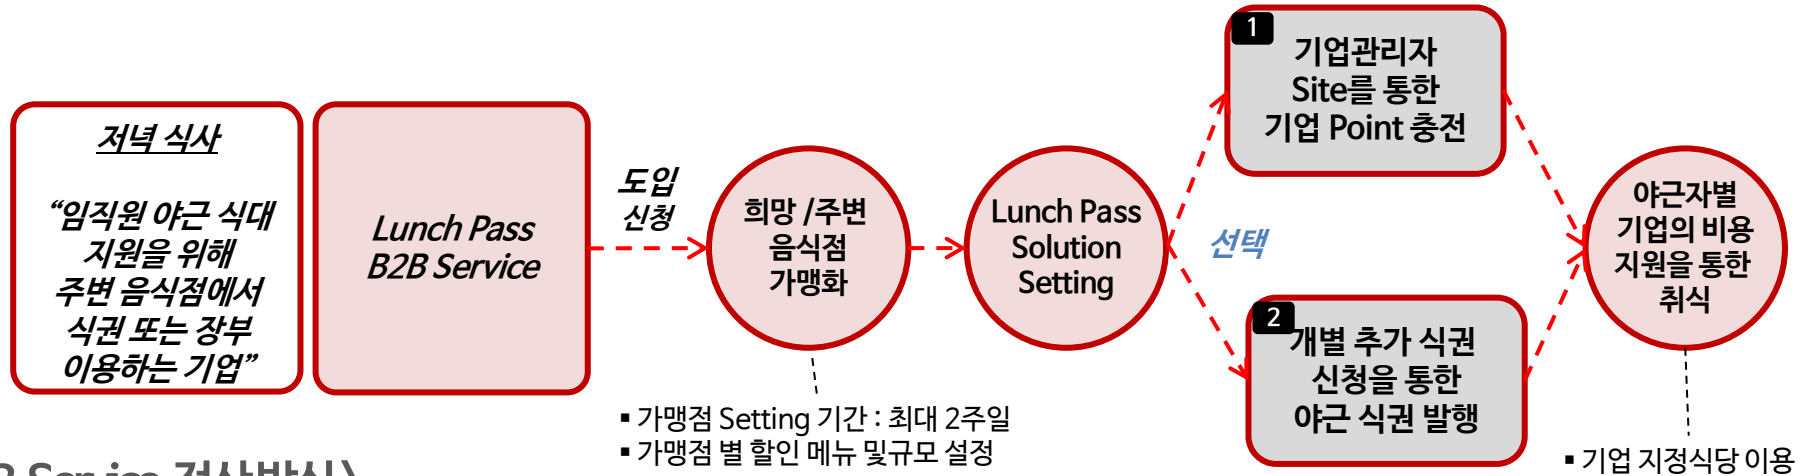 저녁 식사
“임직원 야근 식대
지원을 위해
주변 음식점에서
식권 또는 장부
이용하는 기업”
Lunch Pass
B2B Service
도입
신청
희망 /주변
음식점
가맹화
▪ 가맹점 Setting 기간 : 최대 2주일
▪ 가맹점 별 할인 메뉴 및규모 설정
Lunch Pass
Solution
Setting
선택
1
기업관리자
Site를 통한
기업 Point 충전
2
개별 추가 식권
신청을 통한
야근 식권 발행
야근자별
기업의 비용
지원을 통한
취식
▪ 기업 지정식당 이용